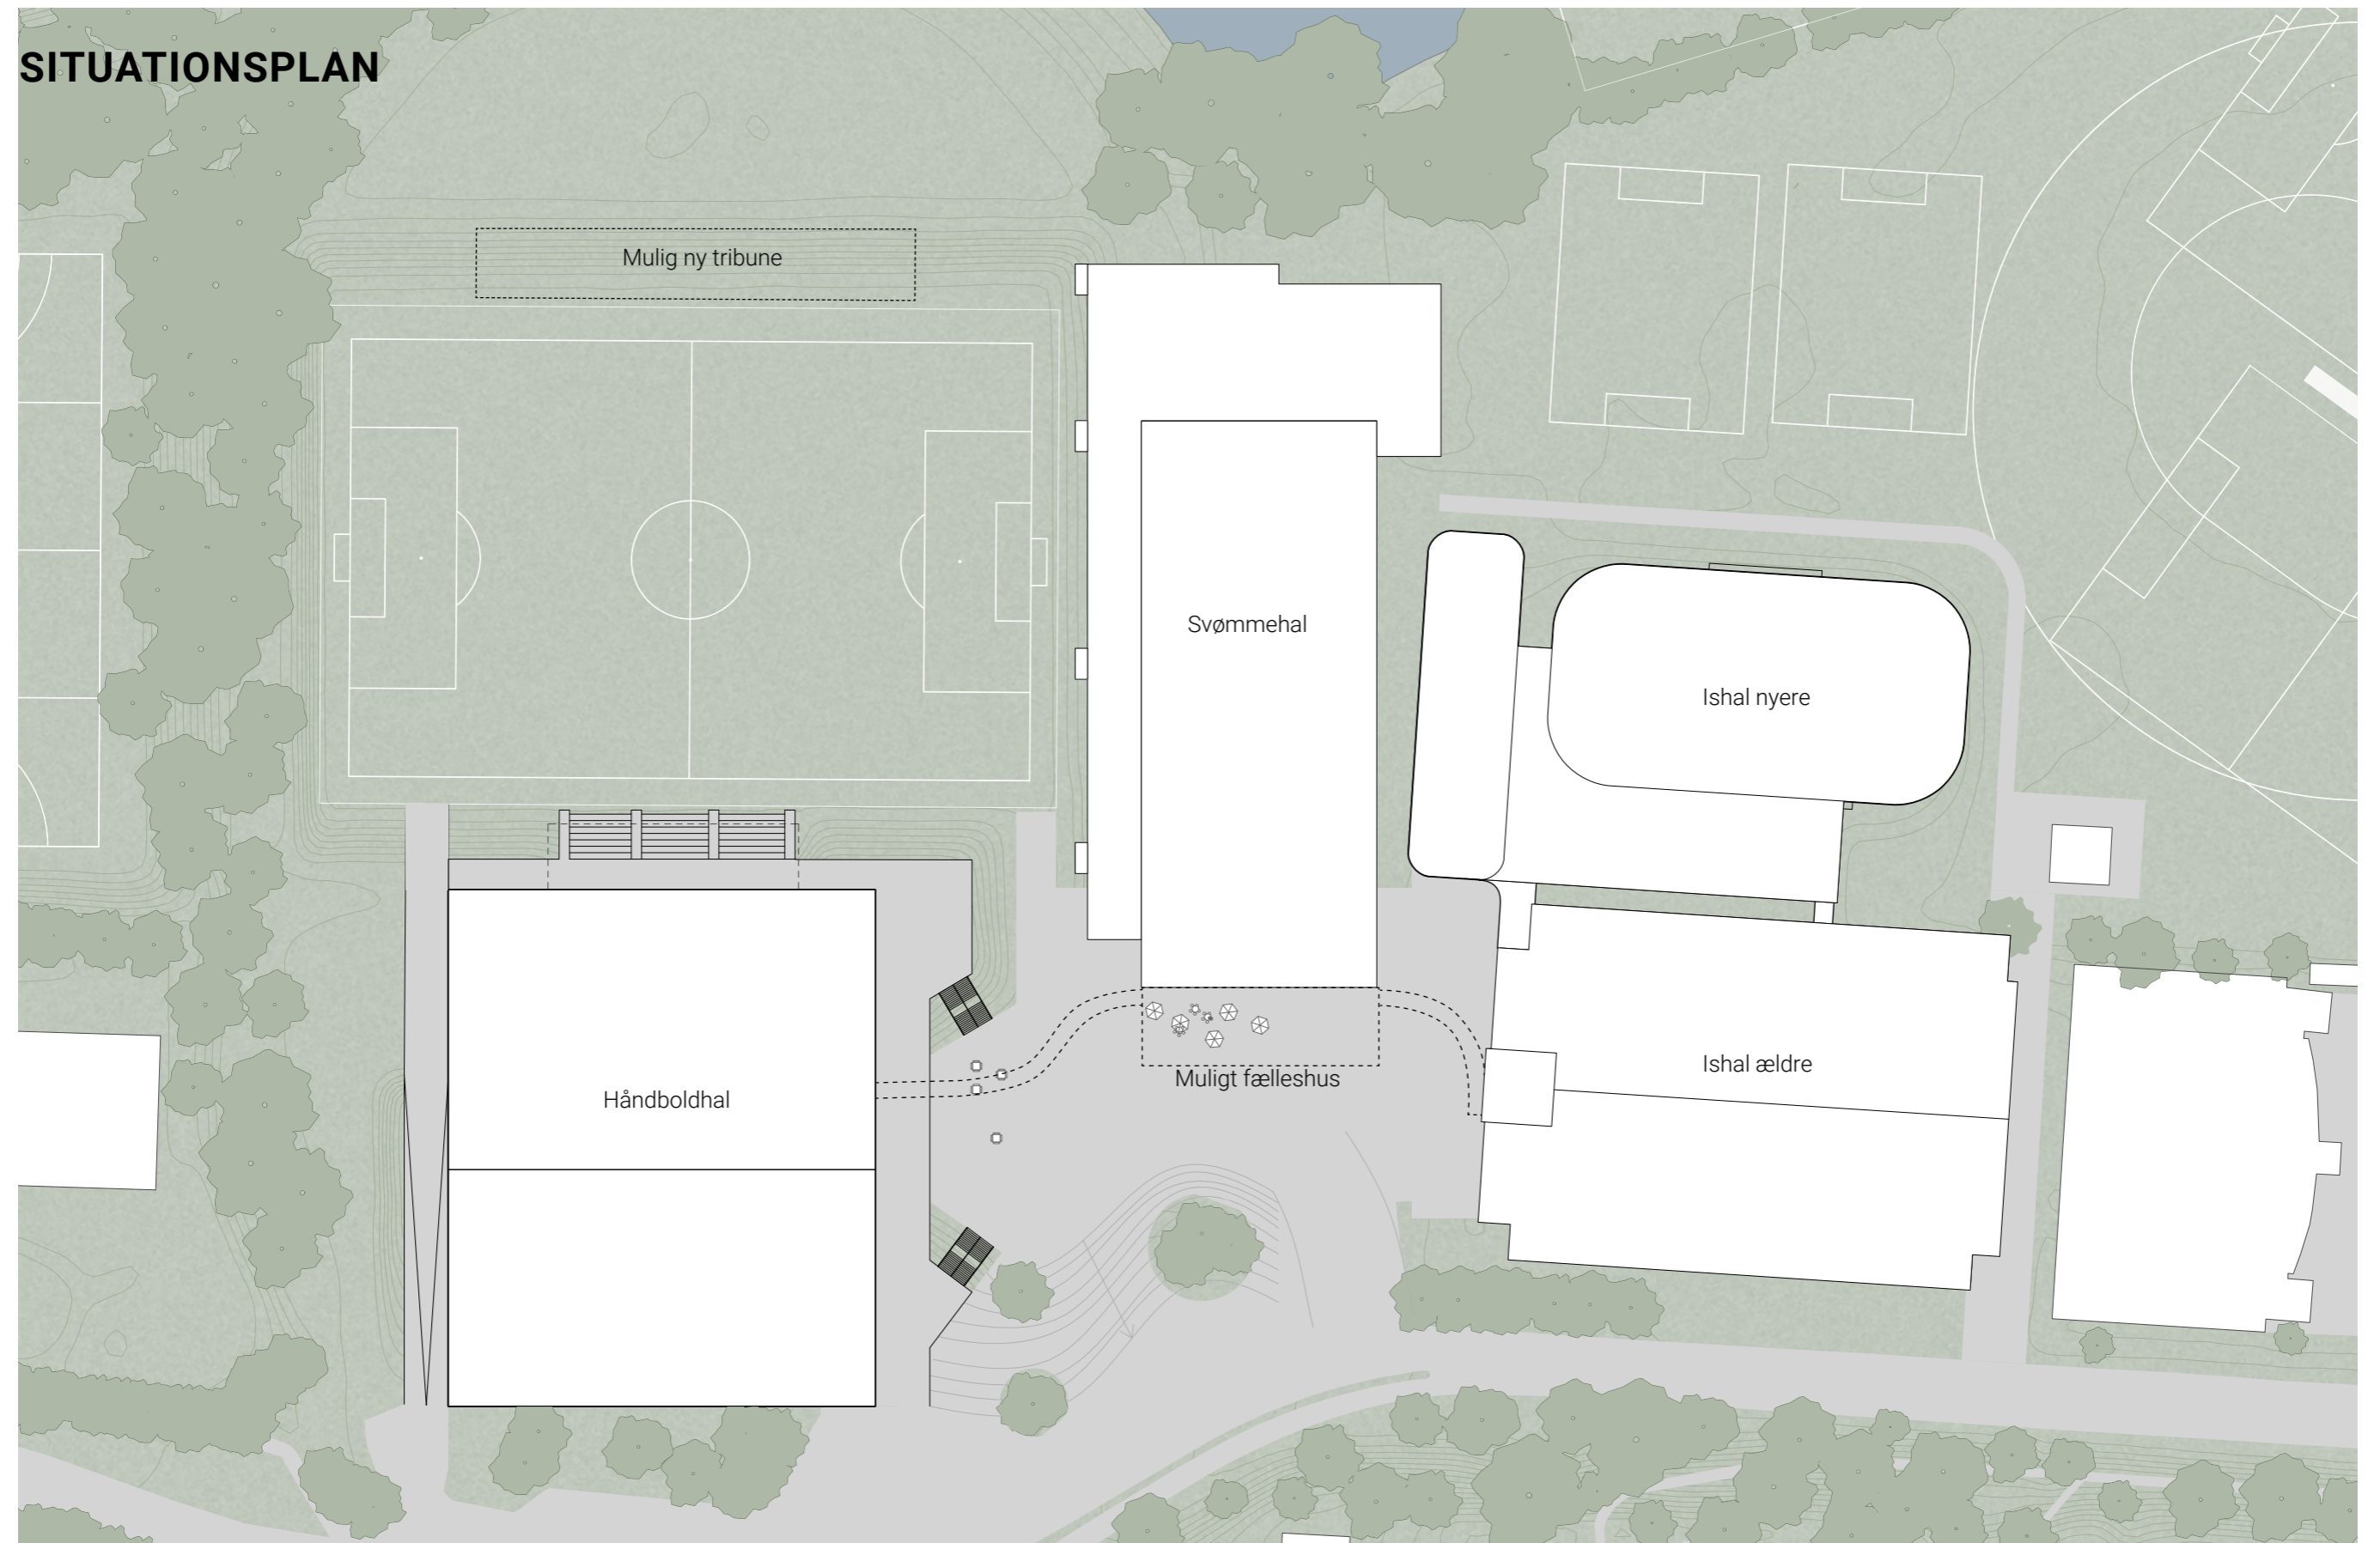 SITUATIONSPLAN
Mulig ny tribune
Svømmehal
Ishal nyere
Ishal ældre
Muligt fælleshus
Håndboldhal